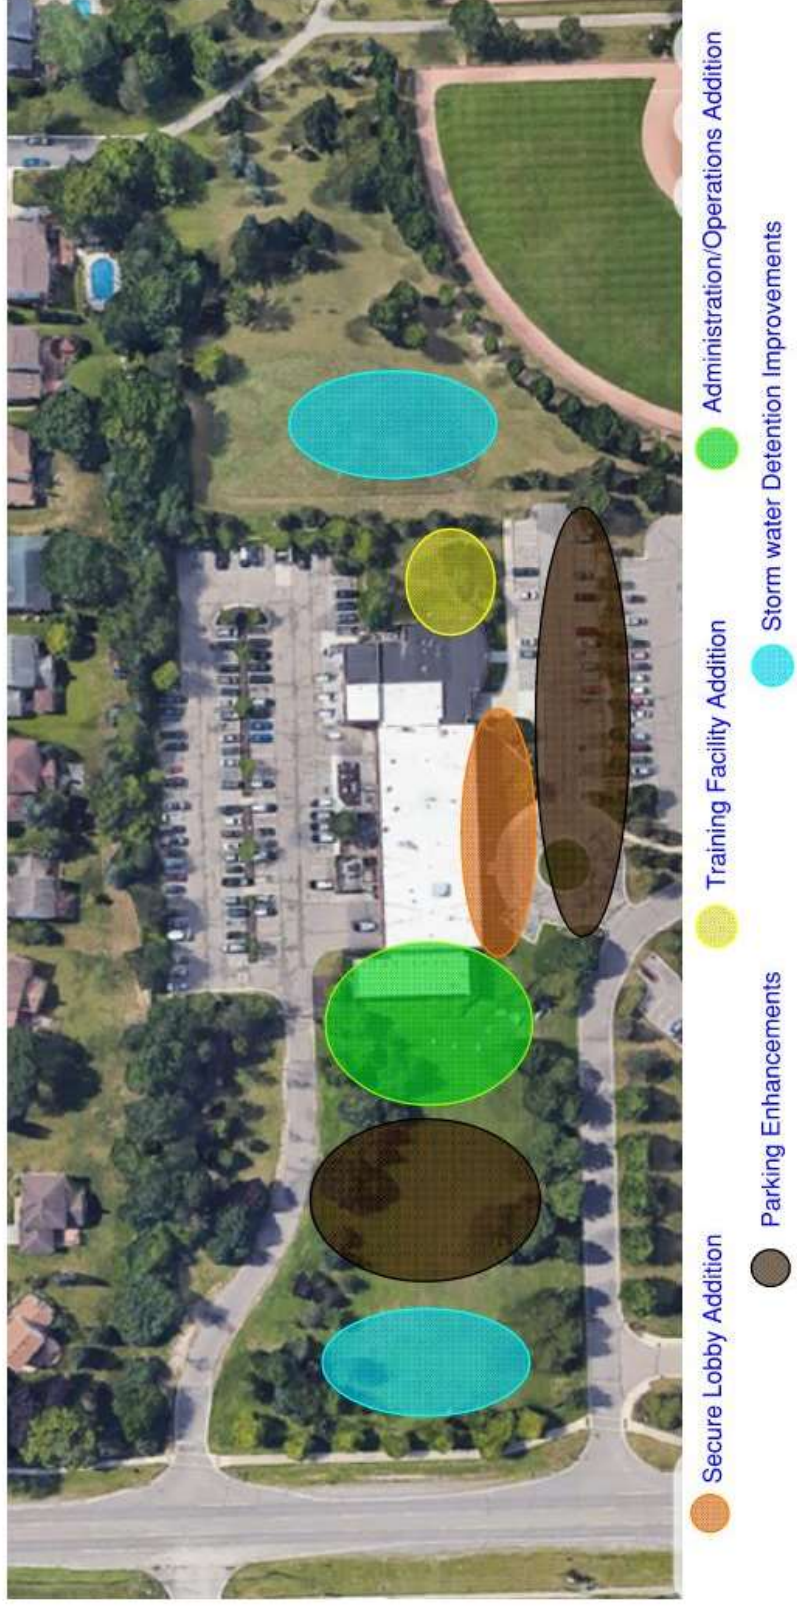 Secure Lobby Addition
Training Facility Addition
Administration/Operations Addition
Parking Enhancements
Storm water Detention Improvements